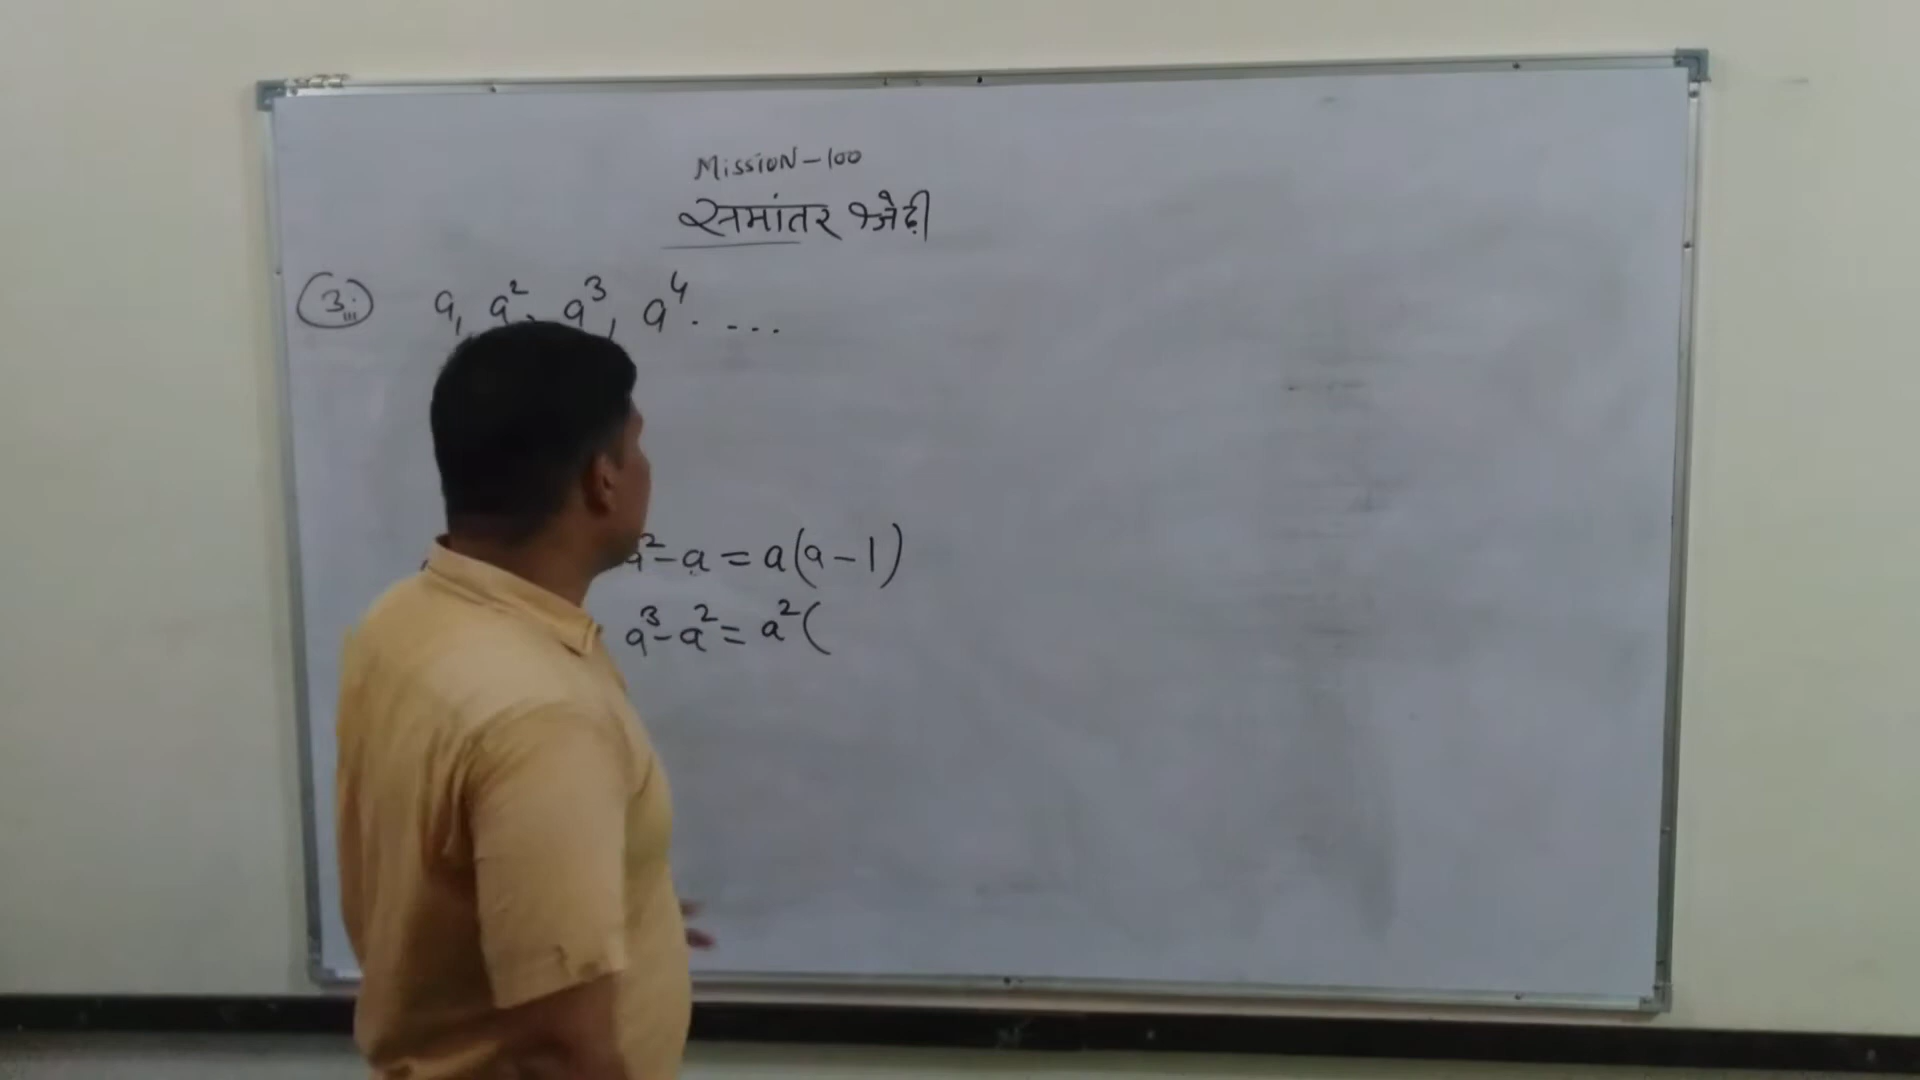 MISSION-100
समांतर श्रेढ़ी
3. a, a², a³, a⁴. ....
a²-a = a(a-1)
a³-a² = a²(